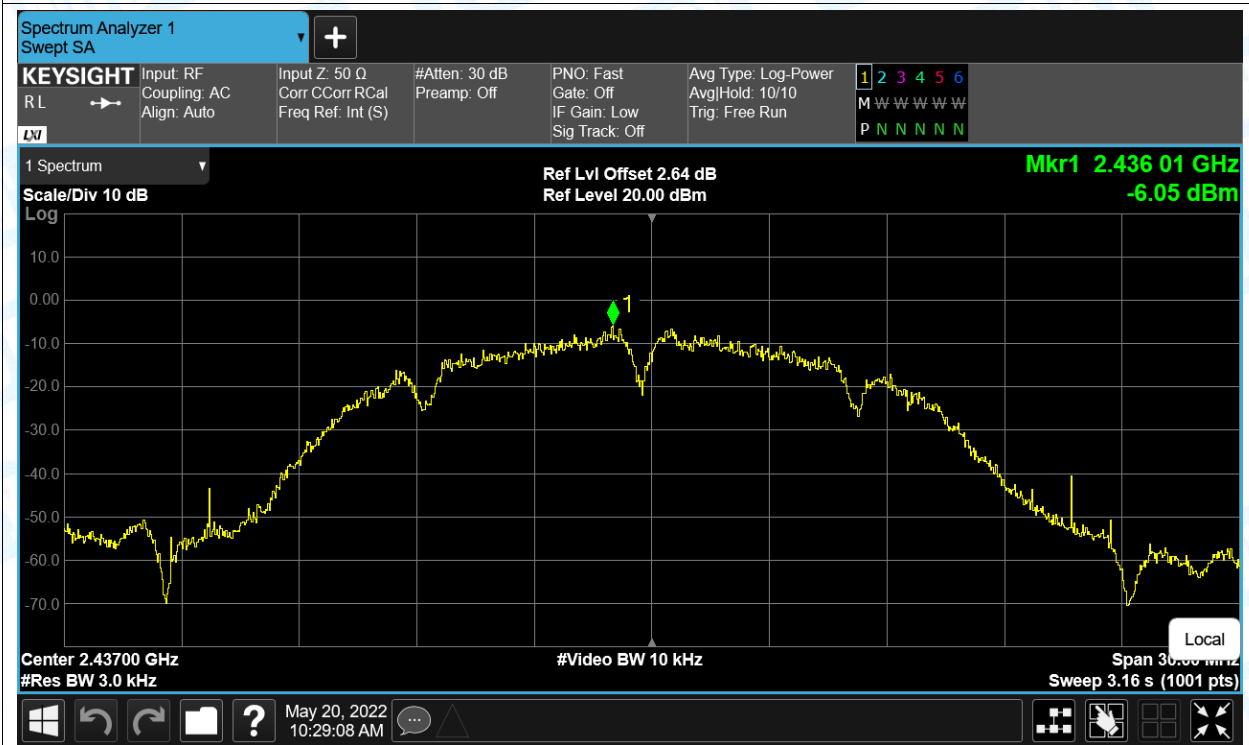 Spectrum Analyzer 1
Swept SA
KEYSIGHT
R L
LXI
Input: RF
Coupling: AC
Align: Auto
Input Z: 50 Ω
Corr CCorr RCal
Freq Ref: Int (S)
#Atten: 30 dB
Preamp: Off
PNO: Fast
Gate: Off
IF Gain: Low
Sig Track: Off
Avg Type: Log-Power
Avg|Hold: 10/10
Trig: Free Run
1 2 3 4 5 6
M W W W W W
P N N N N N
1 Spectrum
Scale/Div 10 dB
Log
Ref Lvl Offset 2.64 dB
Ref Level 20.00 dBm
Mkr1 2.436 01 GHz
-6.05 dBm
1
10.0
0.00
-10.0
-20.0
-30.0
-40.0
-50.0
-60.0
-70.0
Local
Center 2.43700 GHz
#Video BW 10 kHz
Span 30.00 MHz
#Res BW 3.0 kHz
Sweep 3.16 s (1001 pts)
?
May 20, 2022
10:29:08 AM